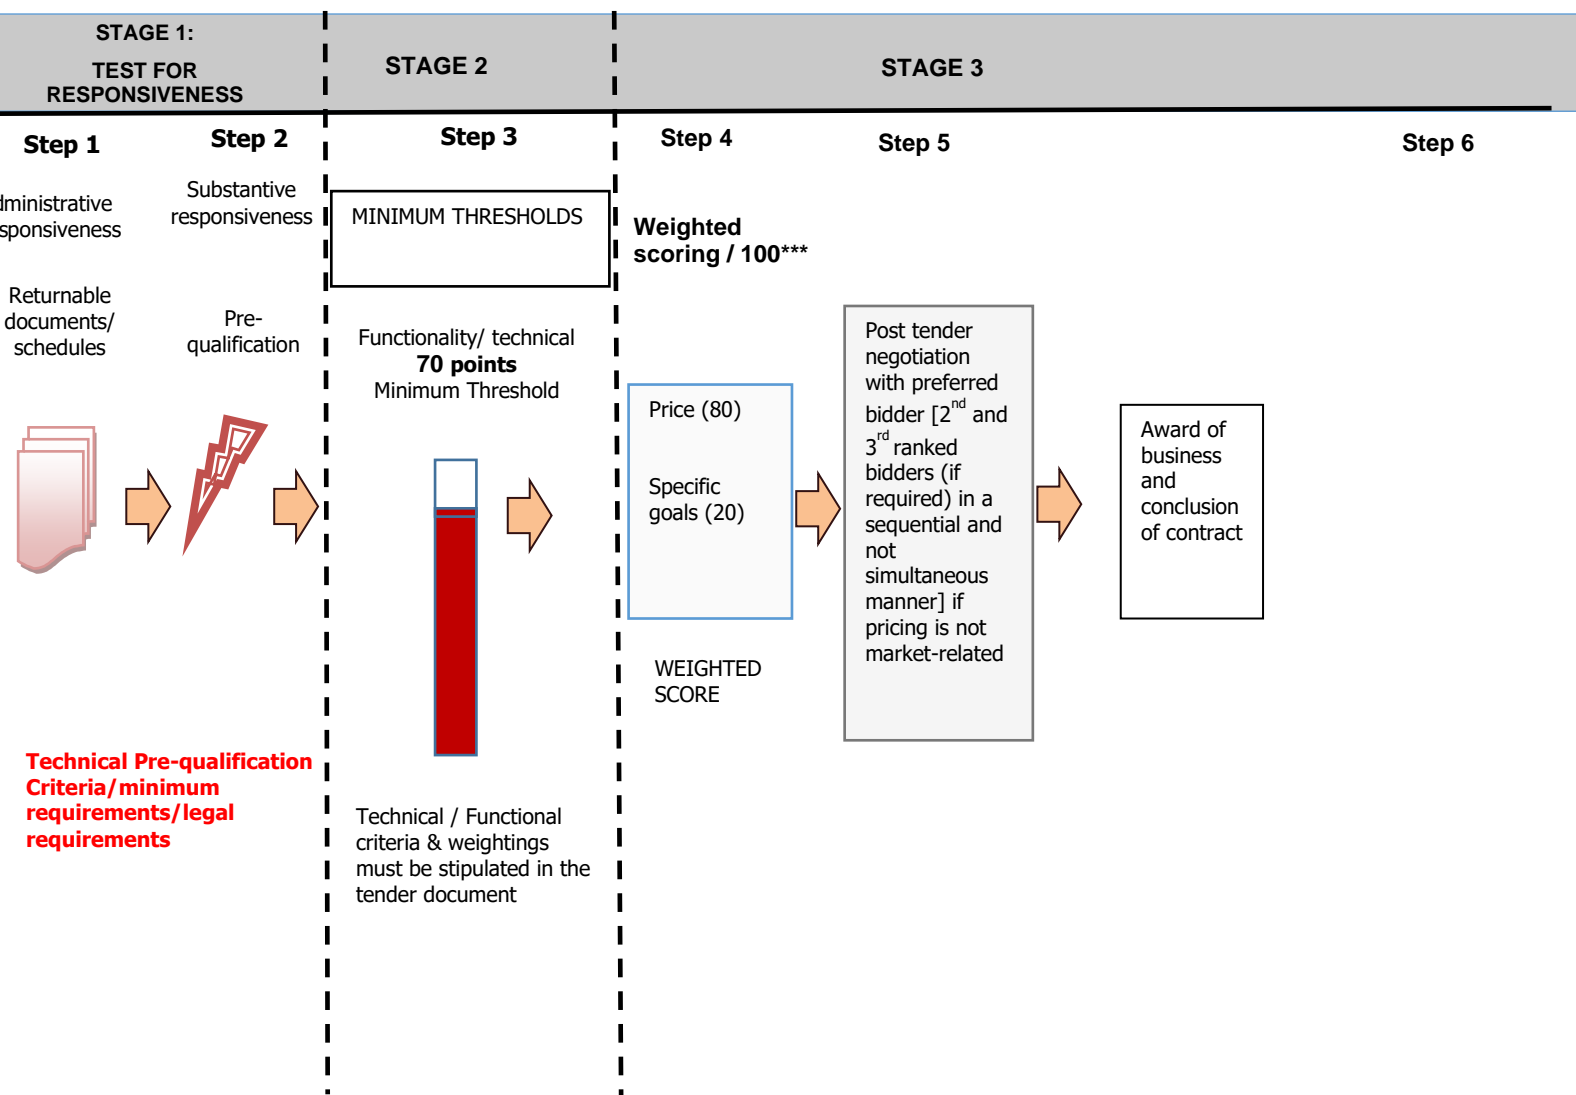 STAGE 1:
TEST FOR
RESPONSIVENESS
STAGE 2
STAGE 3
Step 1
Step 2
Step 3
Step 4
Step 5
Step 6
dministrative
sponsiveness
Substantive
responsiveness
MINIMUM THRESHOLDS
Weighted
scoring / 100***
Returnable
documents/
schedules
Pre-
qualification
Functionality/ technical
70 points
Minimum Threshold
Price (80)
Specific
goals (20)
WEIGHTED
SCORE
Post tender
negotiation
with preferred
bidder [2nd and
3rd ranked
bidders (if
required) in a
sequential and
not
simultaneous
manner] if
pricing is not
market-related
Award of
business
and
conclusion
of contract
Technical Pre-qualification
Criteria/minimum
requirements/legal
requirements
Technical / Functional
criteria & weightings
must be stipulated in the
tender document